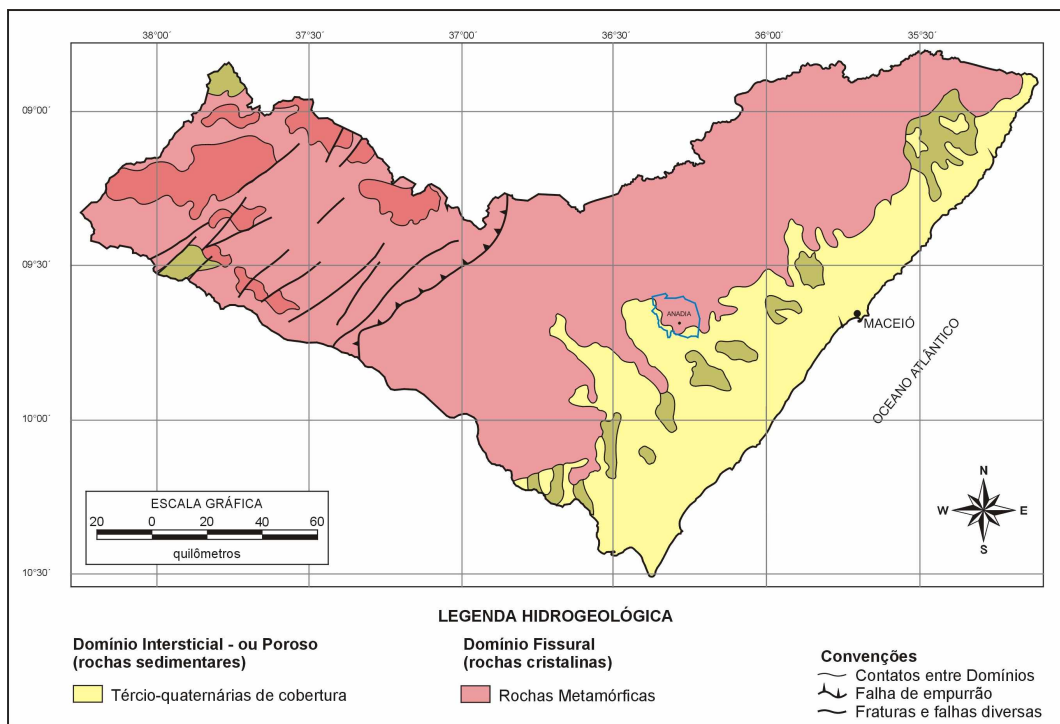 38°00´ 37°30´ 37°00´ 36°30´ 36°00´ 35°30´
09°00´
09°30´
10°00´
10°30´
ANADIA
MACEIÓ
OCEANO ATLÂNTICO
ESCALA GRÁFICA
20 0 20 40 60
quilômetros
N
W E
S
LEGENDA HIDROGEOLÓGICA
Domínio Intersticial - ou Poroso
(rochas sedimentares)
Tércio-quaternárias de cobertura
Domínio Fissural
(rochas cristalinas)
Rochas Metamórficas
Convenções
Contatos entre Domínios
Falha de empurrão
Fraturas e falhas diversas